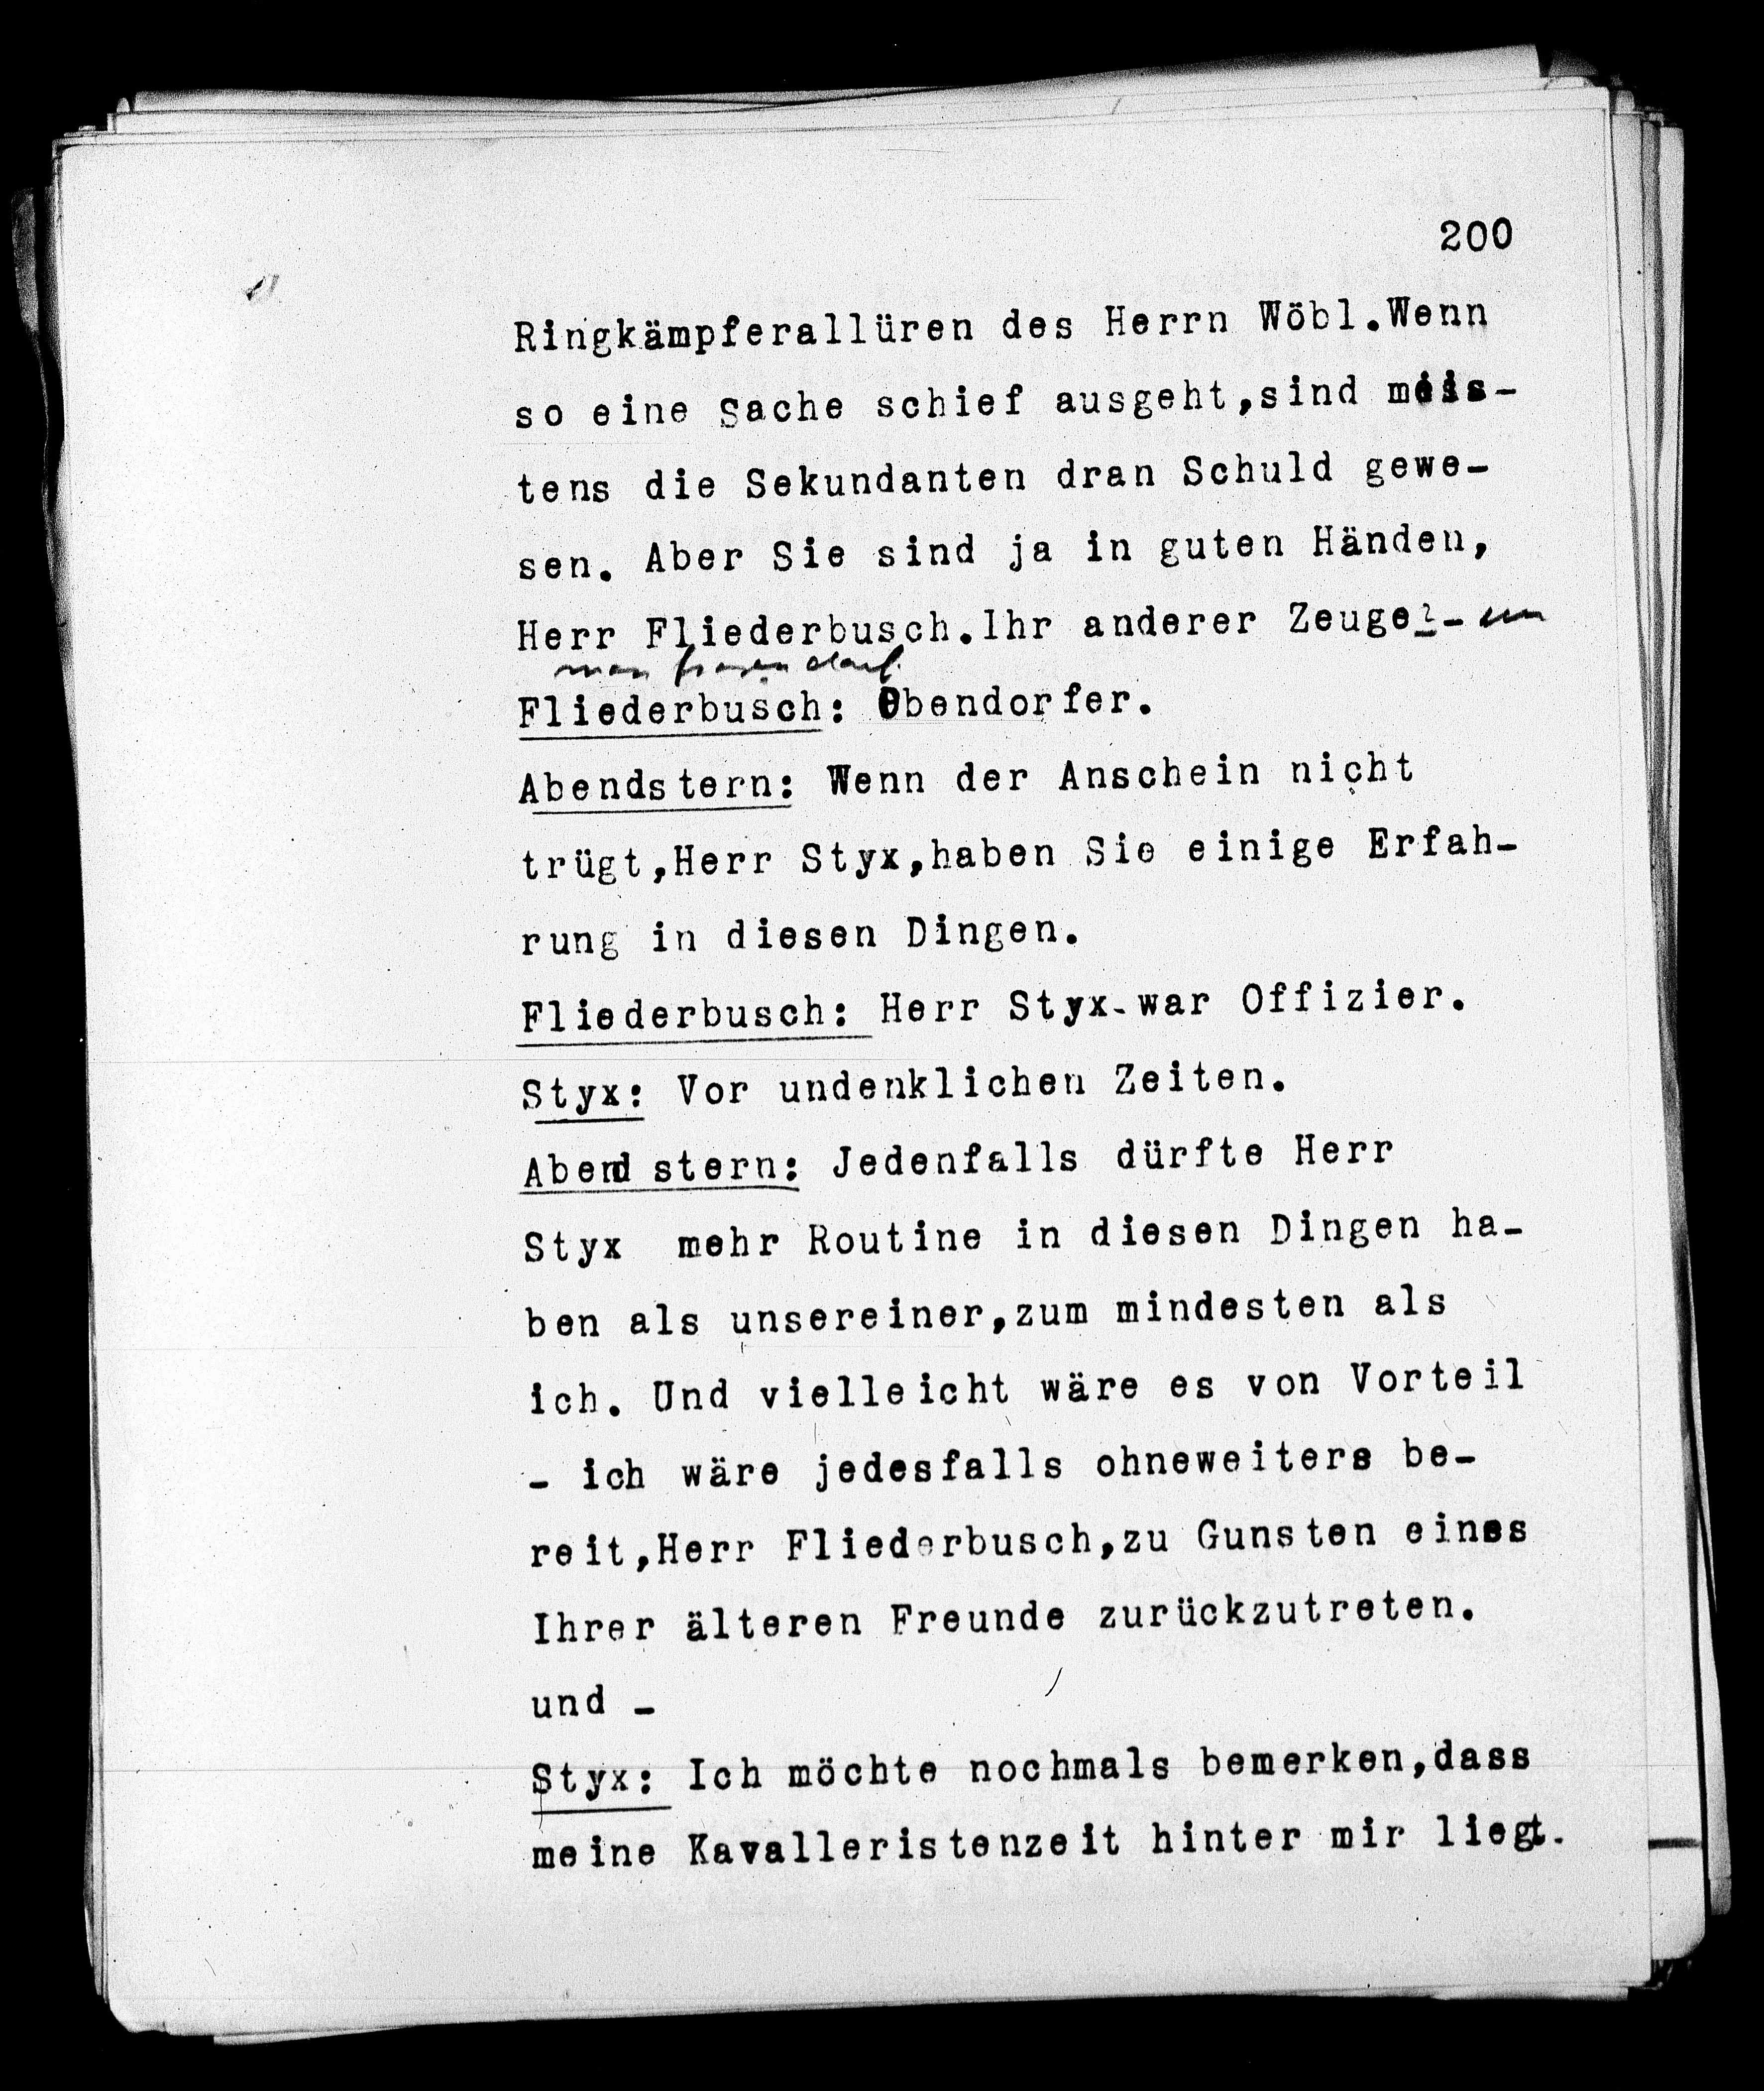 200
Ringkämpferallüren des Herrn Wöbl.Wenn
so eine Sache schief ausgeht,sind meis-
tens die Sekundanten dran Schuld gewe-
sen. Aber Sie sind ja in guten Händen,
Herr Fliederbusch.Ihr anderer Zeuge?-
man fragen darf.
Fliederbusch: Obendorfer.
Abendstern: Wenn der Anschein nicht
trügt,Herr Styx,haben Sie einige Erfah-
rung in diesen Dingen.
Fliederbusch: Herr Styx-war Offizier.
Styx: Vor undenklichen Zeiten.
Abend stern: Jedenfalls dürfte Herr
Styx mehr Routine in diesen Dingen ha-
ben als unsereiner,zum mindesten als
ich. Und vielleicht wäre es von Vorteil
- ich wäre jedesfalls ohneweiters be-
reit,Herr Fliederbusch,zu Gunsten eines
Ihrer älteren Freunde zurückzutreten.
und -
Styx: Ich möchte nochmals bemerken,dass
meine Kavalleristenzeit hinter mir liegt.